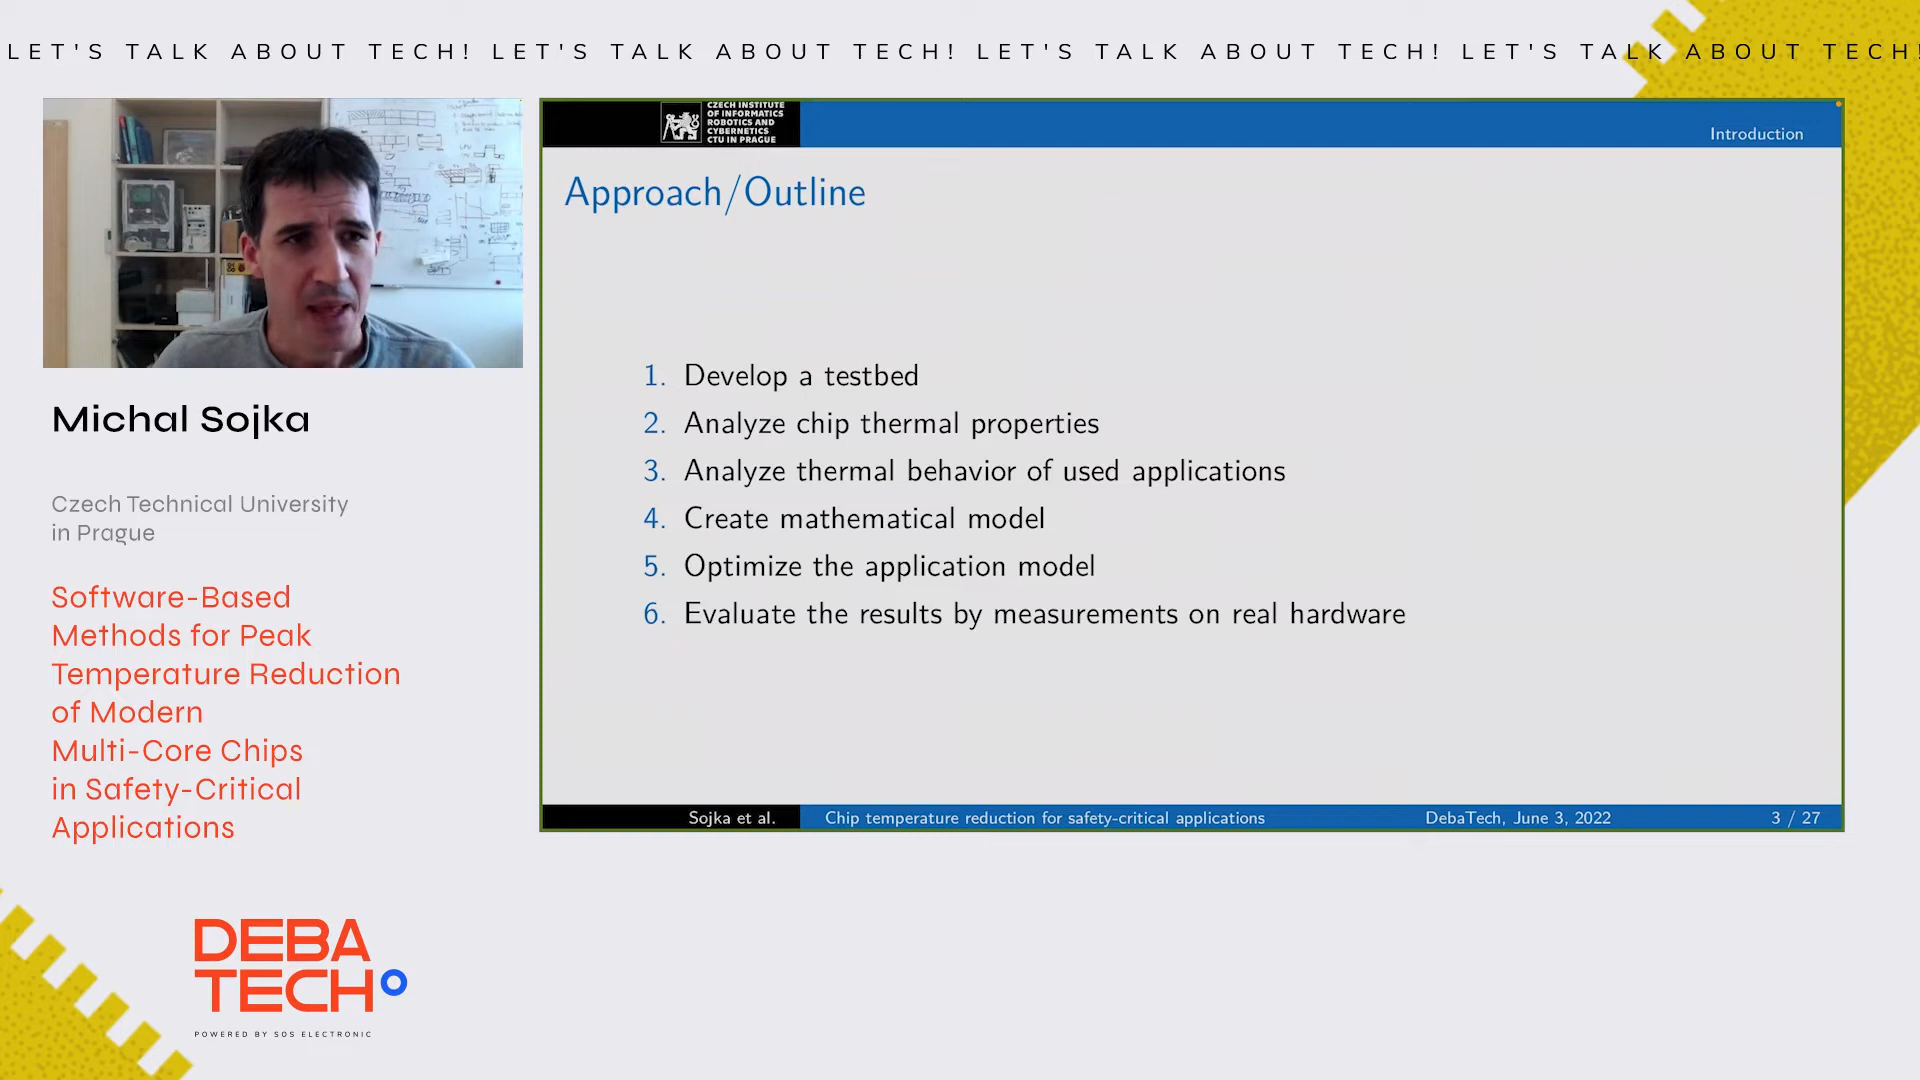 LET'S TALK ABOUT TECH! LET'S TALK ABOUT TECH! LET'S TALK ABOUT TECH! LET'S TALK ABOUT TECH!
CZECH INSTITUTE
OF INFORMATICS
ROBOTICS AND
CYBERNETICS
CTU IN PRAGUE
Introduction
Approach/Outline
1. Develop a testbed
2. Analyze chip thermal properties
3. Analyze thermal behavior of used applications
4. Create mathematical model
5. Optimize the application model
6. Evaluate the results by measurements on real hardware
Sojka et al. Chip temperature reduction for safety-critical applications DebaTech, June 3, 2022 3 / 27
Michal Sojka
Czech Technical University
in Prague
Software-Based
Methods for Peak
Temperature Reduction
of Modern
Multi-Core Chips
in Safety-Critical
Applications
DEBA
TECH
POWERED BY SOS ELECTRONIC